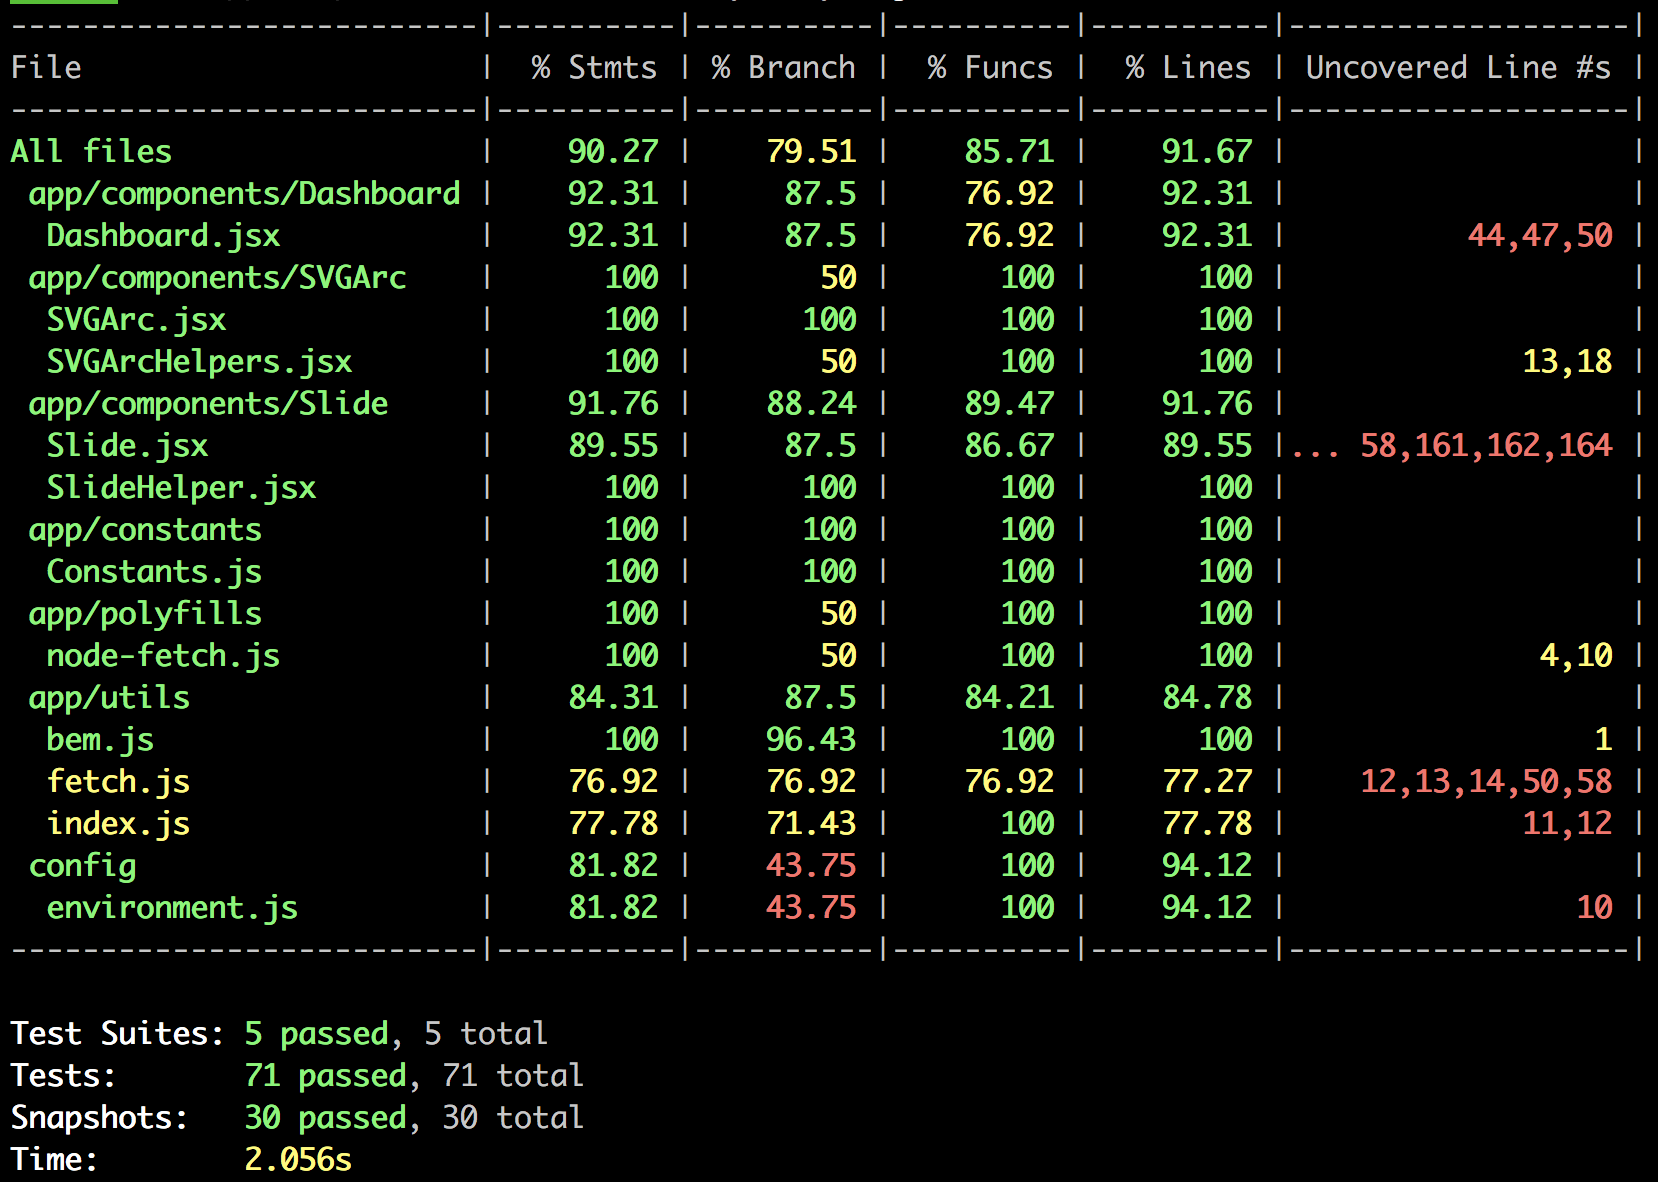 --------------------------|----------|----------|----------|----------|-------------------|
File                      |  % Stmts | % Branch |  % Funcs |  % Lines | Uncovered Line #s |
--------------------------|----------|----------|----------|----------|-------------------|
All files                 |    90.27 |    79.51 |    85.71 |    91.67 |                   |
 app/components/Dashboard |    92.31 |     87.5 |    76.92 |    92.31 |                   |
  Dashboard.jsx           |    92.31 |     87.5 |    76.92 |    92.31 |          44,47,50 |
 app/components/SVGArc    |      100 |       50 |      100 |      100 |                   |
  SVGArc.jsx              |      100 |      100 |      100 |      100 |                   |
  SVGArcHelpers.jsx       |      100 |       50 |      100 |      100 |             13,18 |
 app/components/Slide     |    91.76 |    88.24 |    89.47 |    91.76 |                   |
  Slide.jsx               |    89.55 |     87.5 |    86.67 |    89.55 |... 58,161,162,164 |
  SlideHelper.jsx         |      100 |      100 |      100 |      100 |                   |
 app/constants            |      100 |      100 |      100 |      100 |                   |
  Constants.js            |      100 |      100 |      100 |      100 |                   |
 app/polyfills            |      100 |       50 |      100 |      100 |                   |
  node-fetch.js           |      100 |       50 |      100 |      100 |              4,10 |
 app/utils                |    84.31 |     87.5 |    84.21 |    84.78 |                   |
  bem.js                  |      100 |    96.43 |      100 |      100 |                 1 |
  fetch.js                |    76.92 |    76.92 |    76.92 |    77.27 |    12,13,14,50,58 |
  index.js                |    77.78 |    71.43 |      100 |    77.78 |             11,12 |
 config                   |    81.82 |    43.75 |      100 |    94.12 |                   |
  environment.js          |    81.82 |    43.75 |      100 |    94.12 |                10 |
--------------------------|----------|----------|----------|----------|-------------------|
Test Suites: 5 passed, 5 total
Tests:       71 passed, 71 total
Snapshots:   30 passed, 30 total
Time:        2.056s